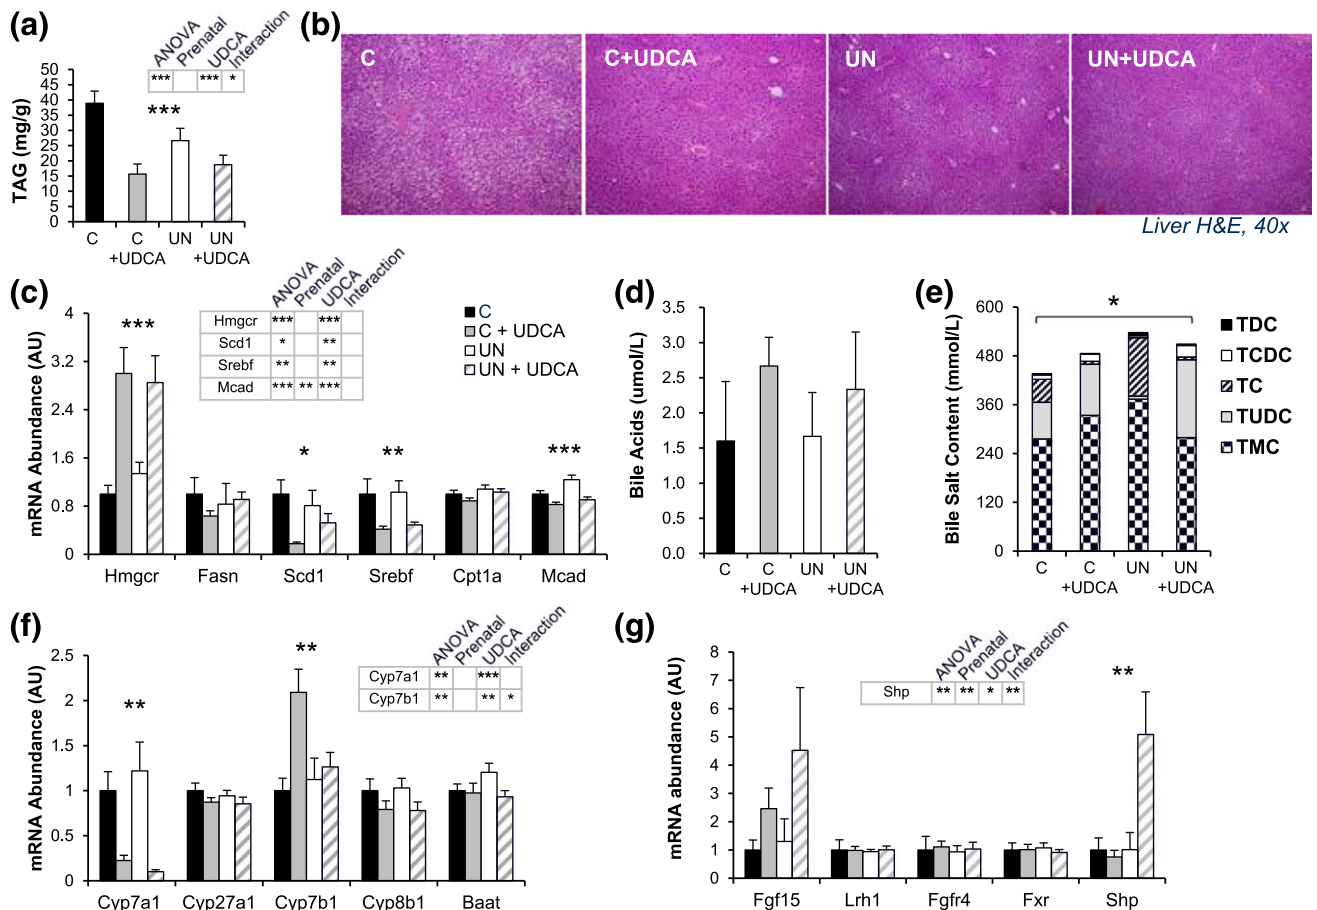 (a)
ANOVA
Prenatal
UDCA
Interaction
*** *** *
TAG (mg/g)
50
45
40
35
30
25
20
15
10
5
0
***
C
C
+UDCA
UN
UN
+UDCA
(b)
C
C+UDCA
UN
UN+UDCA
Liver H&E, 40x
(c)
ANOVA
Prenatal
UDCA
Interaction
Hmgcr *** ***
Scd1 * **
Srebf ** **
Mcad *** ** ***
C
C + UDCA
UN
UN + UDCA
mRNA Abundance (AU)
4
3.2
2.4
1.6
0.8
0
***
*
**
***
Hmgcr Fasn Scd1 Srebf Cpt1a Mcad
(d)
Bile Acids (umol/L)
3.5
3.0
2.5
2.0
1.5
1.0
0.5
0.0
C
C
+UDCA
UN
UN
+UDCA
(e)
Bile Salt Content (mmol/L)
600
480
360
240
120
0
*
C
C
+UDCA
UN
UN
+UDCA
TDC
TCDC
TC
TUDC
TMC
(f)
ANOVA
Prenatal
UDCA
Interaction
Cyp7a1 ** ***
Cyp7b1 ** ** *
mRNA Abundance (AU)
2.5
2
1.5
1
0.5
0
**
**
Cyp7a1 Cyp27a1 Cyp7b1 Cyp8b1 Baat
(g)
ANOVA
Prenatal
UDCA
Interaction
Shp ** ** * **
mRNA abundance (AU)
8
7
6
5
4
3
2
1
0
**
Fgf15 Lrh1 Fgfr4 Fxr Shp